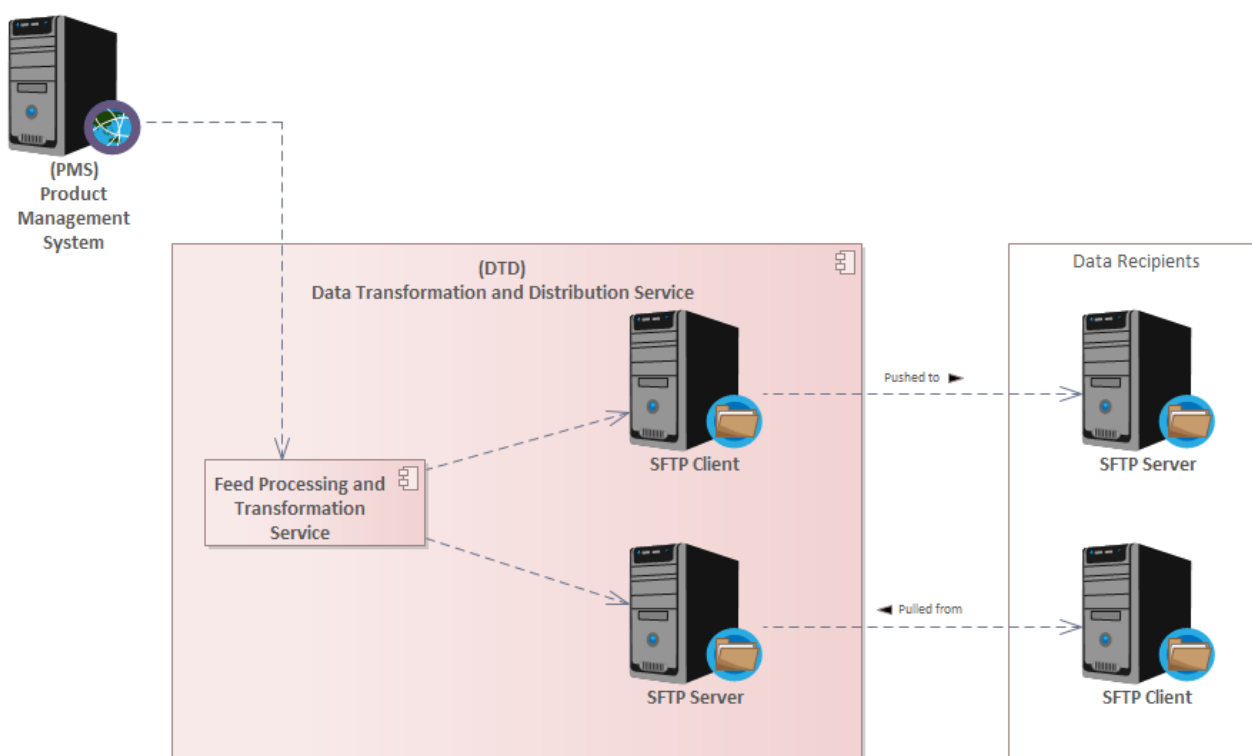 (PMS)
Product
Management
System
(DTD)
Data Transformation and Distribution Service
Data Recipients
Pushed to
SFTP Client
SFTP Server
Feed Processing and
Transformation
Service
Pulled from
SFTP Server
SFTP Client